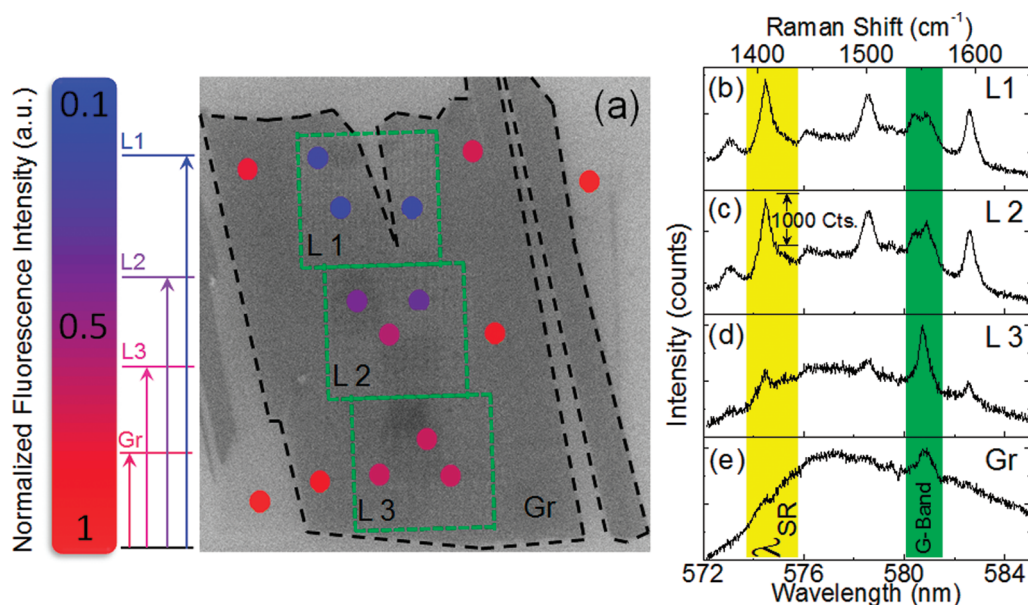 Normalized Fluorescence Intensity (a.u.)
0.1
0.5
1
L1
L2
L3
Gr
(a)
L 1
L 2
L 3
Gr
Raman Shift (cm⁻¹)
1400 1500 1600
(b) L1
(c) L 2
1000 Cts.
(d) L 3
(e) Gr
Intensity (counts)
λSR
G-Band
572 576 580 584
Wavelength (nm)